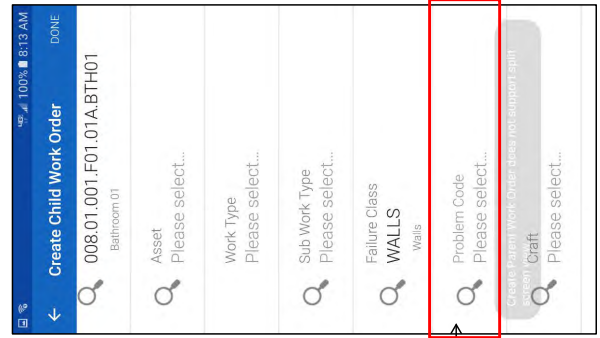 4G 100% 8:13 AM
Create Child Work Order
DONE
008.01.001.F01.01A.BTH01
Bathroom 01
Asset
Please select...
Work Type
Please select...
Sub Work Type
Please select...
Failure Class
WALLS
Walls
Problem Code
Please select...
Create Parent Work Order does not support split
screen.
Craft
Please select...